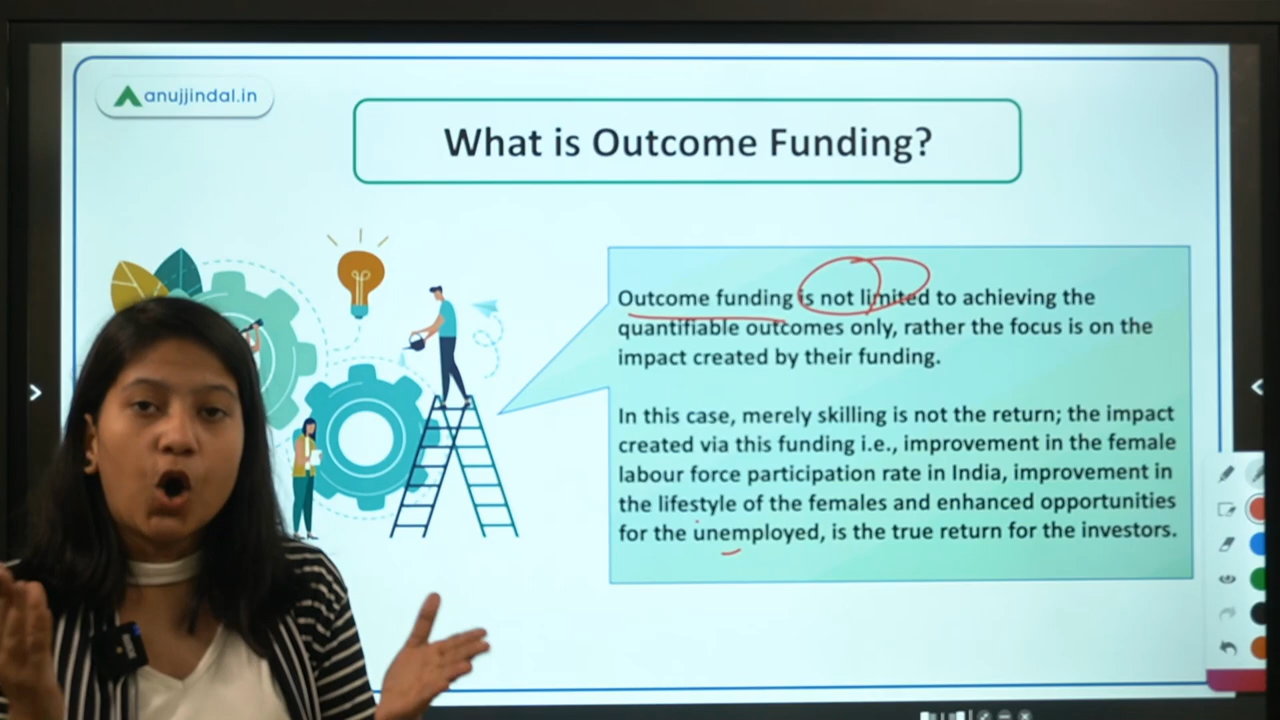 anujjindal.in
What is Outcome Funding?
Outcome funding is not limited to achieving the
quantifiable outcomes only, rather the focus is on the
impact created by their funding.
In this case, merely skilling is not the return; the impact
created via this funding i.e., improvement in the female
labour force participation rate in India, improvement in
the lifestyle of the females and enhanced opportunities
for the unemployed, is the true return for the investors.